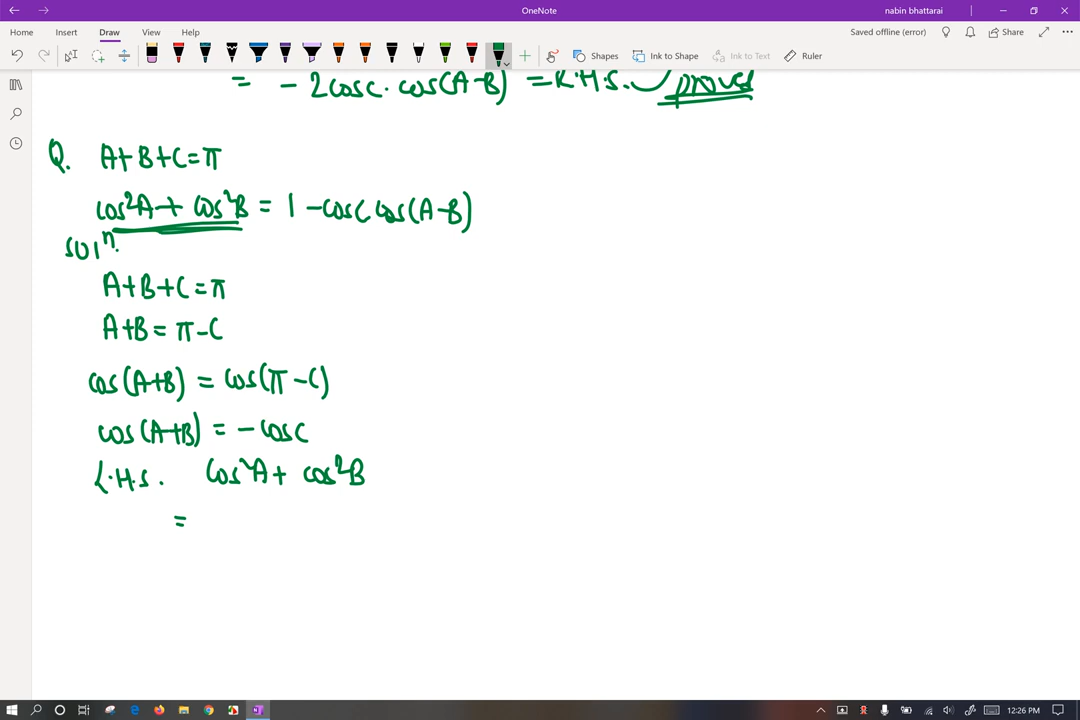 OneNote
nabin bhattarai
Home Insert Draw View Help
Saved offline (error) Share
Shapes Ink to Shape Ink to Text Ruler
= - 2cosC. cos(A-B) = R.H.S. proved
Q. A+B+C=π
cos²A + cos²B = 1 - cosC cos(A-B)
solⁿ.
A+B+C=π
A+B = π-C
cos(A+B) = cos(π-C)
cos(A+B) = - cosC
L.H.S. cos²A + cos²B
=
12:26 PM